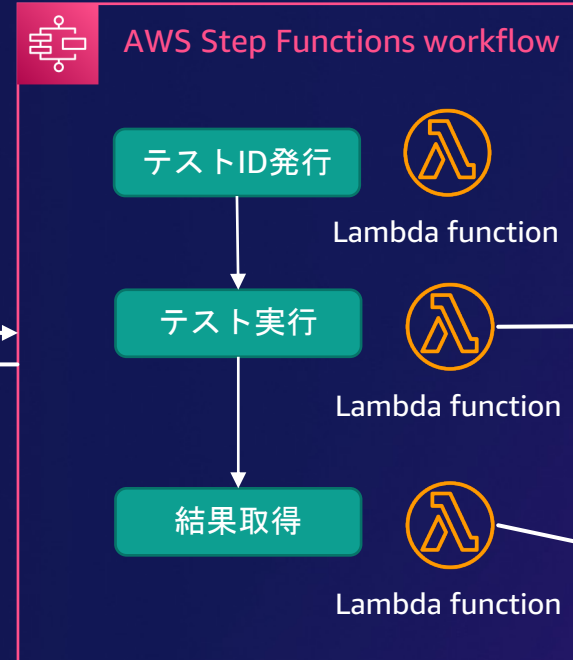 AWS Step Functions workflow
テストID発行
Lambda function
テスト実行
Lambda function
結果取得
Lambda function